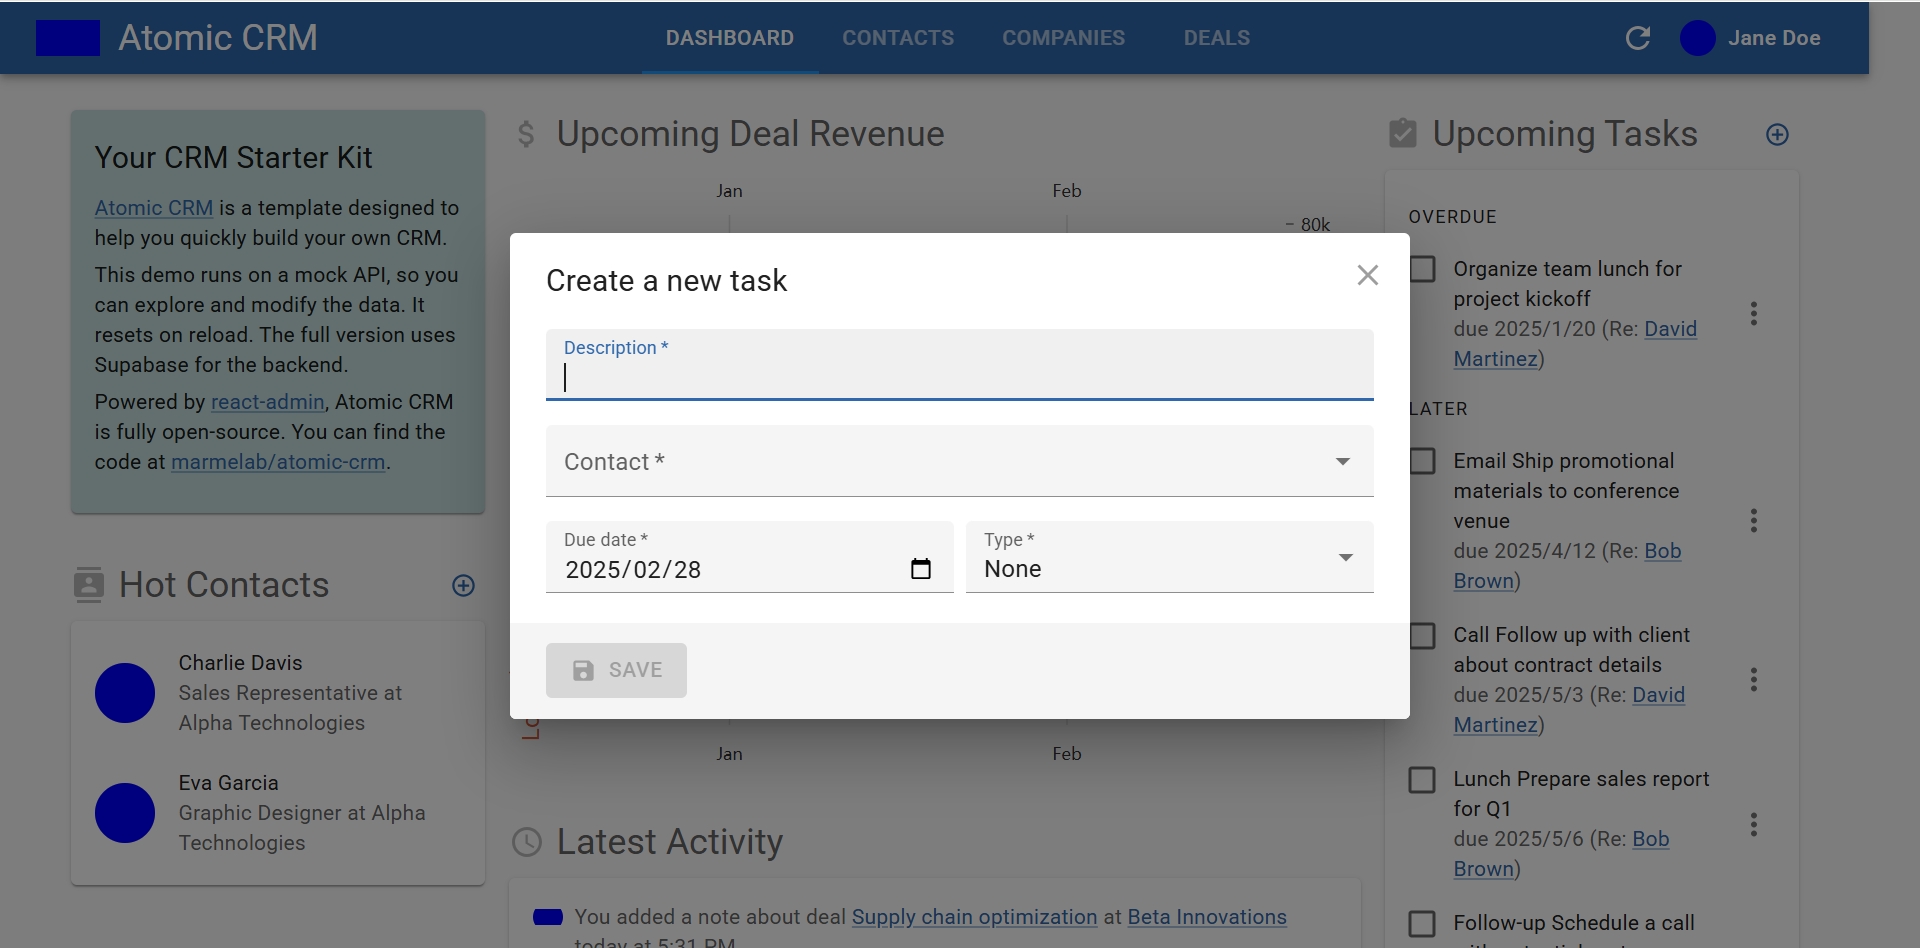 Atomic CRM
DASHBOARD
CONTACTS
COMPANIES
DEALS
Jane Doe
Your CRM Starter Kit
Atomic CRM is a template designed to
help you quickly build your own CRM.
This demo runs on a mock API, so you
can explore and modify the data. It
resets on reload. The full version uses
Supabase for the backend.
Powered by react-admin, Atomic CRM
is fully open-source. You can find the
code at marmelab/atomic-crm.
Hot Contacts
Charlie Davis
Sales Representative at
Alpha Technologies
Eva Garcia
Graphic Designer at Alpha
Technologies
Upcoming Deal Revenue
Jan
Feb
80k
Create a new task
Description *
Contact *
Due date *
2025/02/28
Type *
None
SAVE
Jan
Feb
Latest Activity
You added a note about deal Supply chain optimization at Beta Innovations
today at 5:31 PM
Upcoming Tasks
OVERDUE
Organize team lunch for
project kickoff
due 2025/1/20 (Re: David
Martinez)
LATER
Email Ship promotional
materials to conference
venue
due 2025/4/12 (Re: Bob
Brown)
Call Follow up with client
about contract details
due 2025/5/3 (Re: David
Martinez)
Lunch Prepare sales report
for Q1
due 2025/5/6 (Re: Bob
Brown)
Follow-up Schedule a call